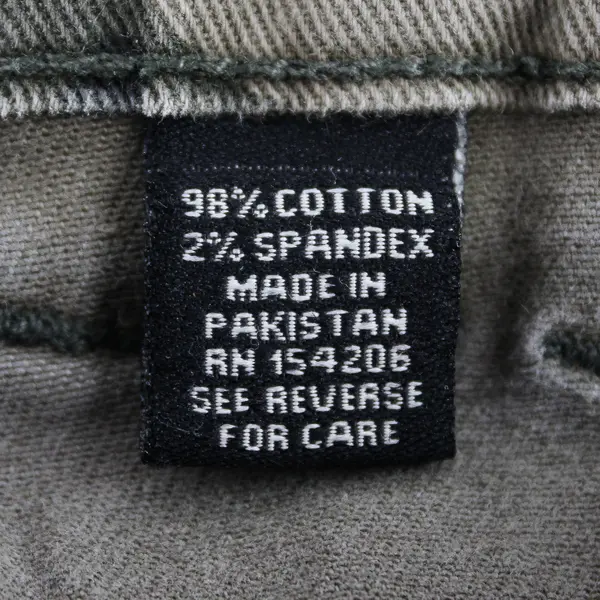 98% COTTON
2% SPANDEX
MADE IN
PAKISTAN
RN 154206
SEE REVERSE
FOR CARE